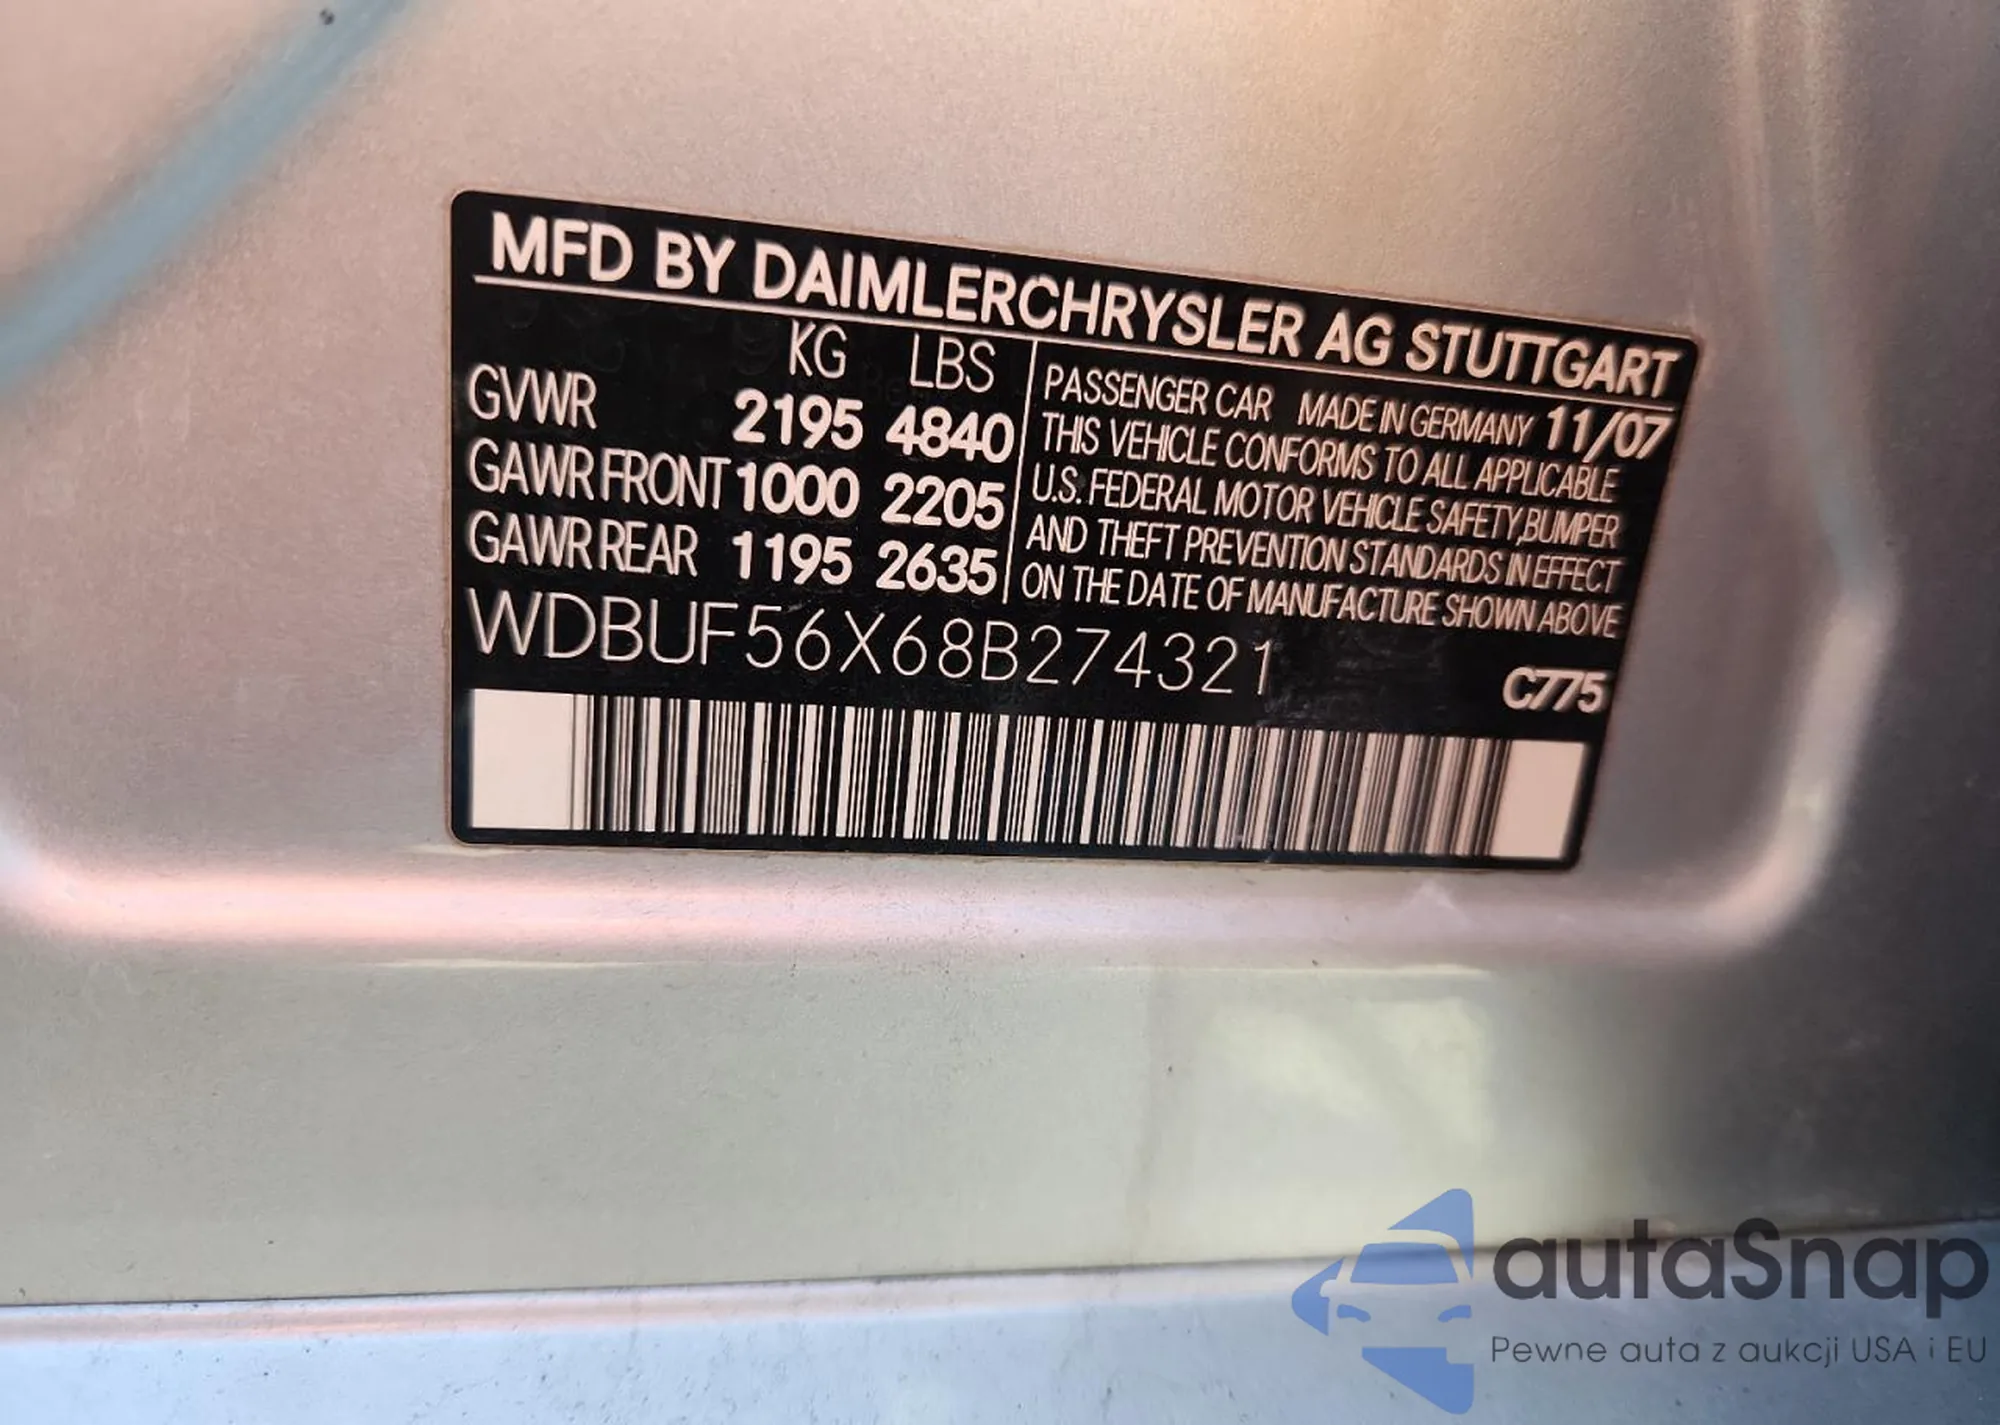 MFD BY DAIMLERCHRYSLER AG STUTTGART
KG LBS
GVWR 2195 4840
GAWR FRONT 1000 2205
GAWR REAR 1195 2635
PASSENGER CAR MADE IN GERMANY 11/07
THIS VEHICLE CONFORMS TO ALL APPLICABLE
U.S. FEDERAL MOTOR VEHICLE SAFETY,BUMPER
AND THEFT PREVENTION STANDARDS IN EFFECT
ON THE DATE OF MANUFACTURE SHOWN ABOVE
WDBUF56X68B274321
C775
autaSnap
Pewne auta z aukcji USA i EU